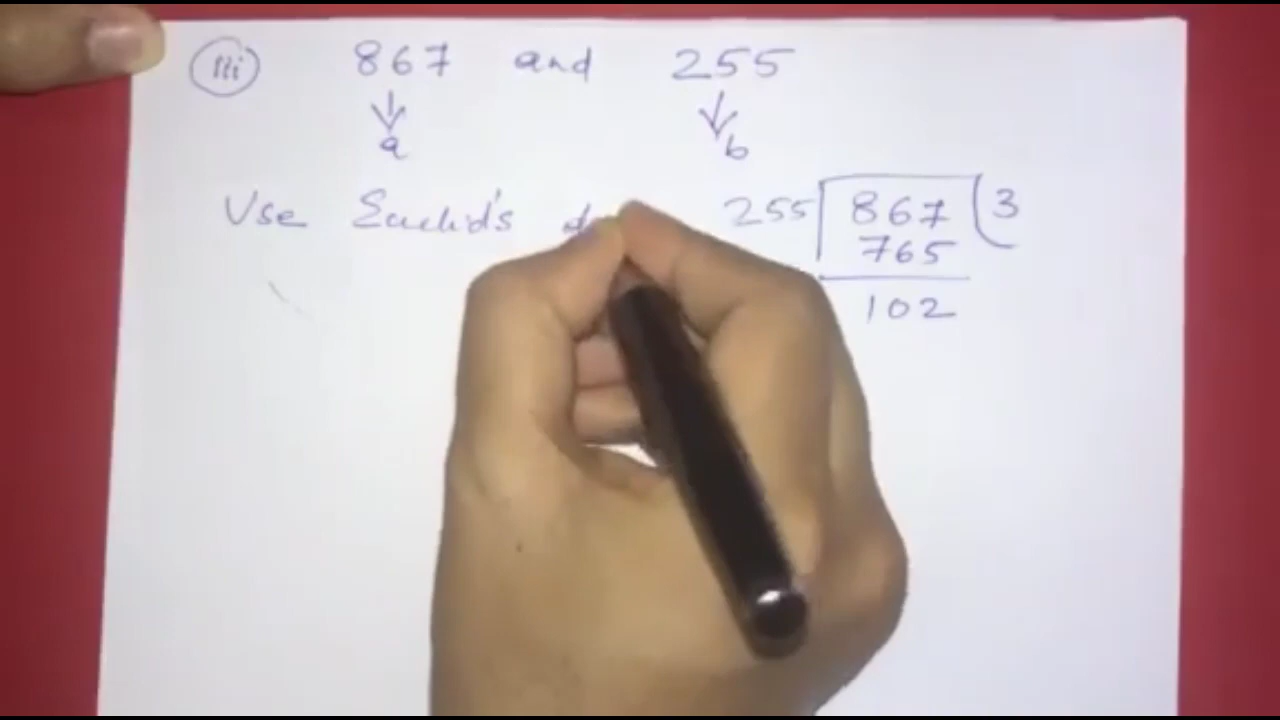 (iii) 867 and 255
a b
Use Euclid's
255 867 3
765
102